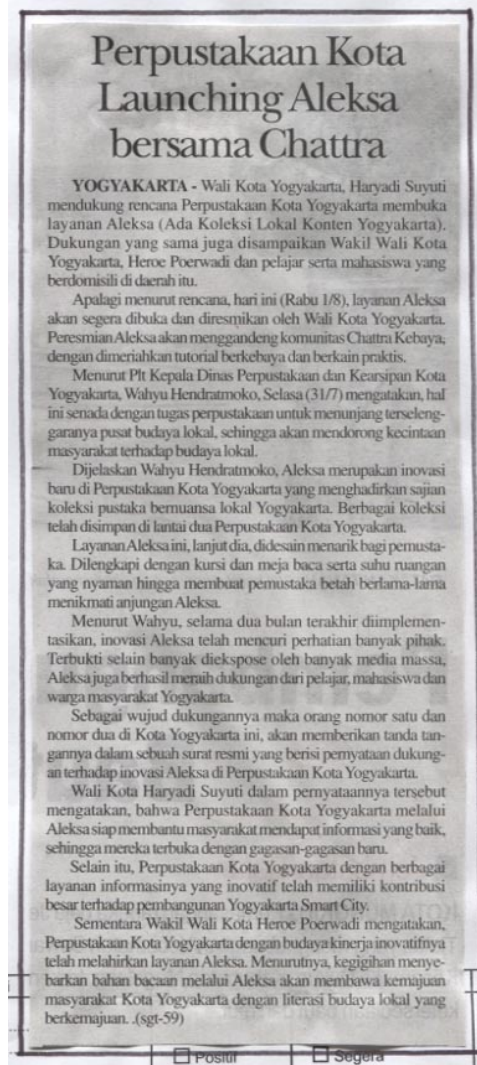 Perpustakaan Kota
Launching Aleksa
bersama Chattra
YOGYAKARTA - Wali Kota Yogyakarta, Haryadi Suyuti
mendukung rencana Perpustakaan Kota Yogyakarta membuka
layanan Aleksa (Ada Koleksi Lokal Konten Yogyakarta).
Dukungan yang sama juga disampaikan Wakil Wali Kota
Yogyakarta, Heroe Poerwadi dan pelajar serta mahasiswa yang
berdomisili di daerah itu.
Apalagi menurut rencana, hari ini (Rabu 1/8), layanan Aleksa
akan segera dibuka dan diresmikan oleh Wali Kota Yogyakarta.
Peresmian Aleksa akan menggandeng komunitas Chattra Kebaya,
dengan dimeriahkan tutorial berkebaya dan berkain praktis.
Menurut Plt Kepala Dinas Perpustakaan dan Kearsipan Kota
Yogyakarta, Wahyu Hendratmoko, Selasa (31/7) mengatakan, hal
ini senada dengan tugas perpustakaan untuk menunjang terseleng-
garanya pusat budaya lokal, sehingga akan mendorong kecintaan
masyarakat terhadap budaya lokal.
Dijelaskan Wahyu Hendratmoko, Aleksa merupakan inovasi
baru di Perpustakaan Kota Yogyakarta yang menghadirkan sajian
koleksi pustaka bernuansa lokal Yogyakarta. Berbagai koleksi
telah disimpan di lantai dua Perpustakaan Kota Yogyakarta.
Layanan Aleksa ini, lanjut dia, didesain menarik bagi pemusta-
ka. Dilengkapi dengan kursi dan meja baca serta suhu ruangan
yang nyaman hingga membuat pemustaka betah berlama-lama
menikmati anjungan Aleksa.
Menurut Wahyu, selama dua bulan terakhir diimplemen-
tasikan, inovasi Aleksa telah mencuri perhatian banyak pihak.
Terbukti selain banyak diekspose oleh banyak media massa,
Aleksa juga berhasil meraih dukungan dari pelajar, mahasiswa dan
warga masyarakat Yogyakarta.
Sebagai wujud dukungannya maka orang nomor satu dan
nomor dua di Kota Yogyakarta ini, akan memberikan tanda tan-
gannya dalam sebuah surat resmi yang berisi pernyataan dukung-
an terhadap inovasi Aleksa di Perpustakaan Kota Yogyakarta.
Wali Kota Haryadi Suyuti dalam pernyataannya tersebut
mengatakan, bahwa Perpustakaan Kota Yogyakarta melalui
Aleksa siap membantu masyarakat mendapat informasi yang baik,
sehingga mereka terbuka dengan gagasan-gagasan baru.
Selain itu, Perpustakaan Kota Yogyakarta dengan berbagai
layanan informasinya yang inovatif telah memiliki kontribusi
besar terhadap pembangunan Yogyakarta Smart City.
Sementara Wakil Wali Kota Heroe Poerwadi mengatakan,
Perpustakaan Kota Yogyakarta dengan budaya kinerja inovatifnya
telah melahirkan layanan Aleksa. Menurutnya, kegigihan menye-
barkan bahan bacaan melalui Aleksa akan membawa kemajuan
masyarakat Kota Yogyakarta dengan literasi budaya lokal yang
berkemajuan. .(sgt-59)
Positif Segera